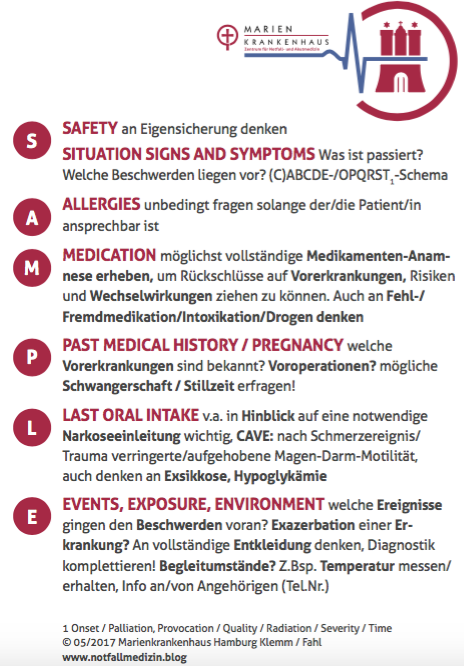 MARIEN
KRANKENHAUS
Zentrum für Notfall- und Akutmedizin
S
SAFETY an Eigensicherung denken
SITUATION SIGNS AND SYMPTOMS Was ist passiert?
Welche Beschwerden liegen vor? (C)ABCDE-/OPQRST1-Schema
A
ALLERGIES unbedingt fragen solange der/die Patient/in
ansprechbar ist
M
MEDICATION möglichst vollständige Medikamenten-Anam-
nese erheben, um Rückschlüsse auf Vorerkrankungen, Risiken
und Wechselwirkungen ziehen zu können. Auch an Fehl-/
Fremdmedikation/Intoxikation/Drogen denken
P
PAST MEDICAL HISTORY / PREGNANCY welche
Vorerkrankungen sind bekannt? Voroperationen? mögliche
Schwangerschaft / Stillzeit erfragen!
L
LAST ORAL INTAKE v.a. in Hinblick auf eine notwendige
Narkoseeinleitung wichtig, CAVE: nach Schmerzereignis/
Trauma verringerte/aufgehobene Magen-Darm-Motilität,
auch denken an Exsikkose, Hypoglykämie
E
EVENTS, EXPOSURE, ENVIRONMENT welche Ereignisse
gingen den Beschwerden voran? Exazerbation einer Er-
krankung? An vollständige Entkleidung denken, Diagnostik
komplettieren! Begleitumstände? Z.Bsp. Temperatur messen/
erhalten, Info an/von Angehörigen (Tel.Nr.)
1 Onset / Palliation, Provocation / Quality / Radiation / Severity / Time
© 05/2017 Marienkrankenhaus Hamburg Klemm / Fahl
www.notfallmedizin.blog